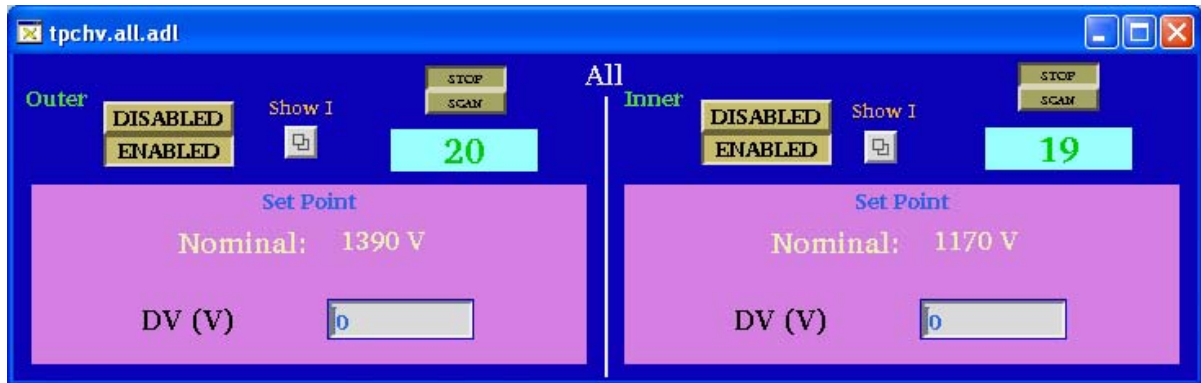 tpchv.all.adl
All
Outer
DISABLED
ENABLED
Show I
STOP
SCAN
20
Set Point
Nominal: 1390 V
DV (V) 0
Inner
DISABLED
ENABLED
Show I
STOP
SCAN
19
Set Point
Nominal: 1170 V
DV (V) 0